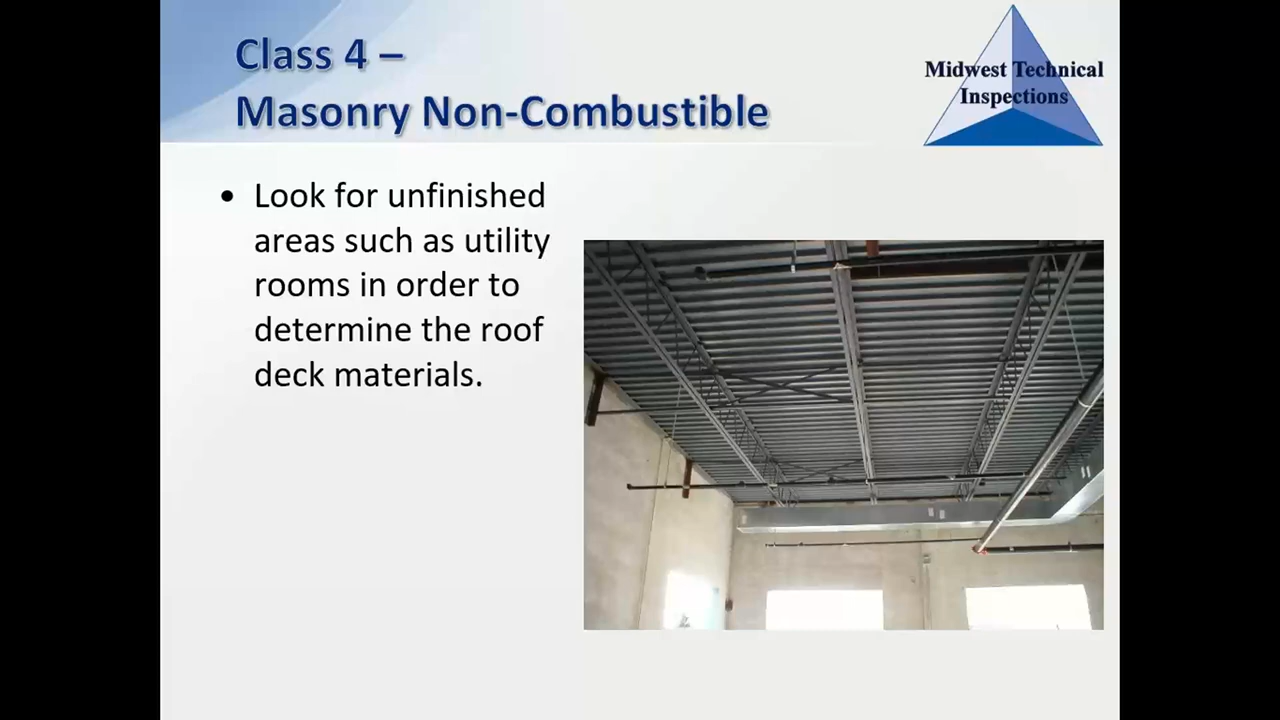 Class 4 –
Masonry Non-Combustible
Midwest Technical
Inspections
• Look for unfinished
areas such as utility
rooms in order to
determine the roof
deck materials.